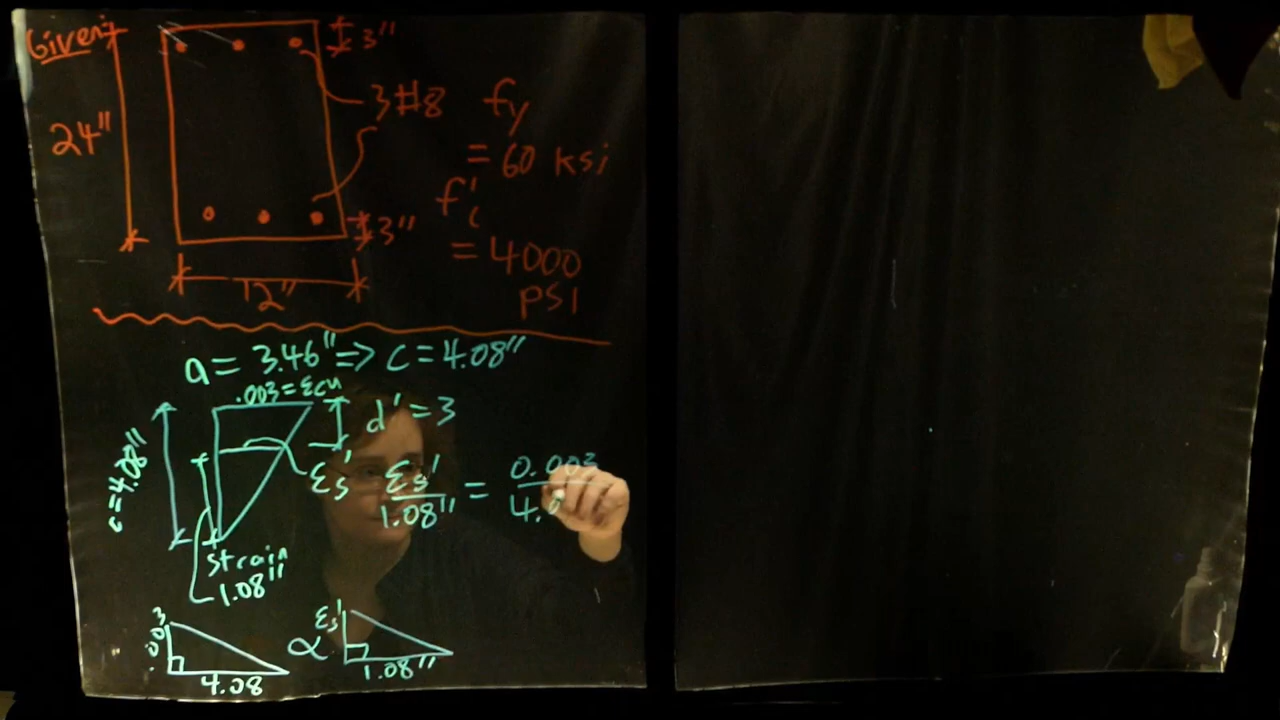 Given:
3"
24"
3#8
fy
= 60 ksi
f'c
= 4000
psi
3"
12"
a = 3.46" => c = 4.08"
.003 = εcu
d' = 3
c = 4.08"
εs'
εs'/1.08" = 0.003/4.0
strain
1.08"
.003
4.08
α
εs'
1.08"